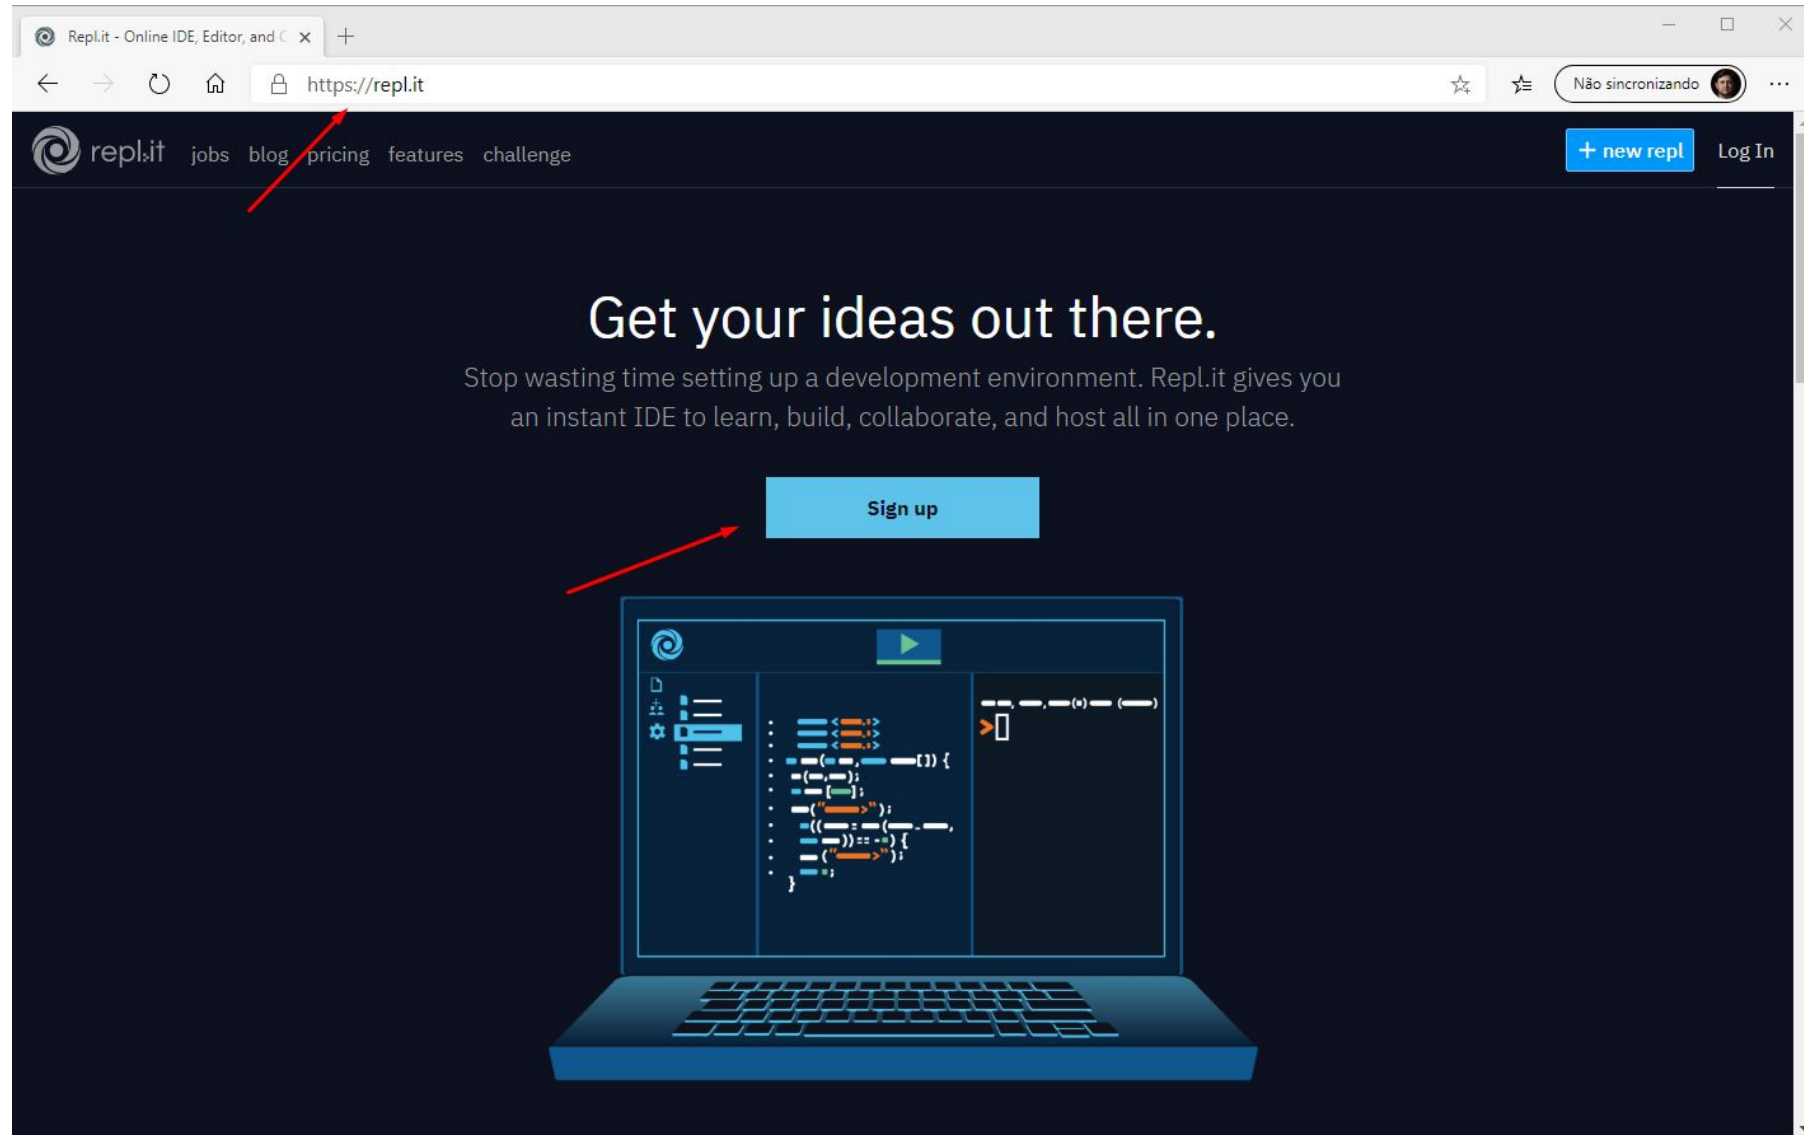 Repl.it - Online IDE, Editor, and C
https://repl.it
Não sincronizando
repl.it jobs blog pricing features challenge
+ new repl Log In
Get your ideas out there.
Stop wasting time setting up a development environment. Repl.it gives you
an instant IDE to learn, build, collaborate, and host all in one place.
Sign up